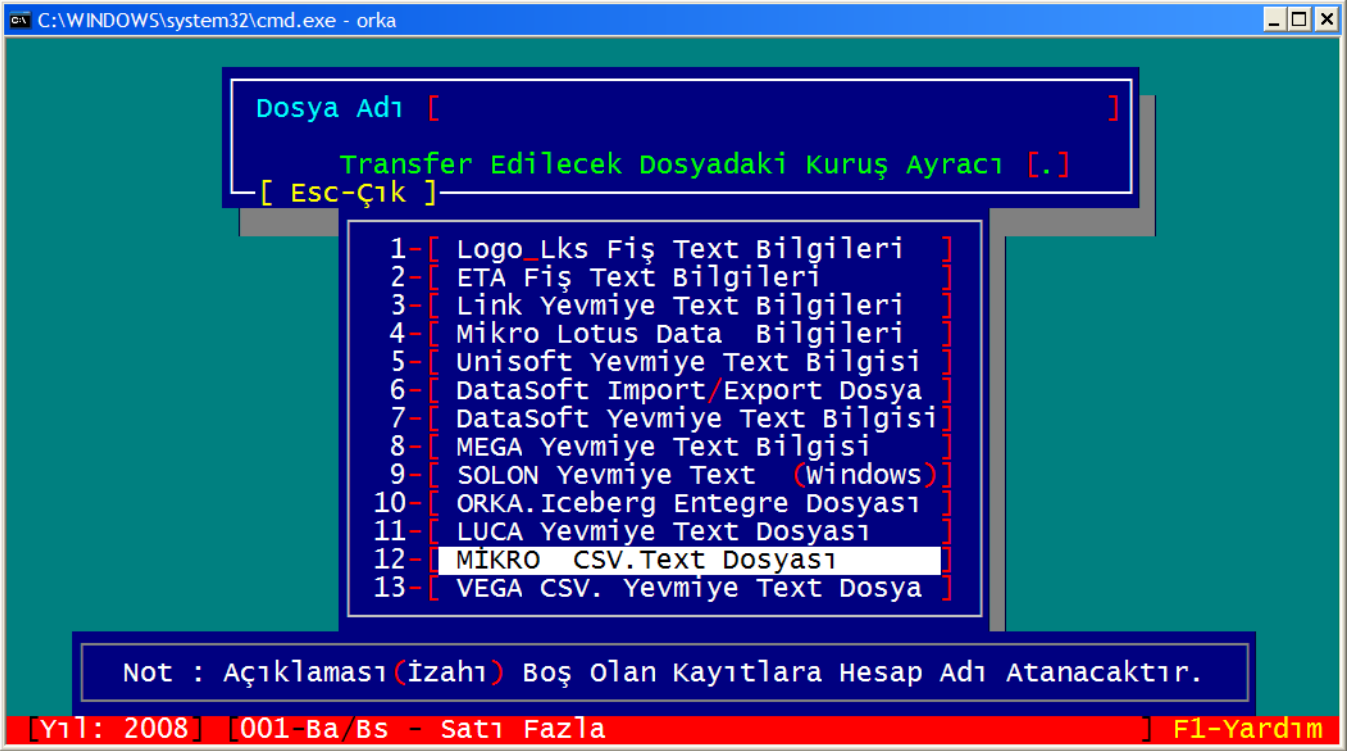 C:\WINDOWS\system32\cmd.exe - orka
Dosya Adı [ ]
Transfer Edilecek Dosyadaki Kuruş Ayracı [.]
[ Esc-Çık ]
1-[ Logo_Lks Fiş Text Bilgileri ]
2-[ ETA Fiş Text Bilgileri ]
3-[ Link Yevmiye Text Bilgileri ]
4-[ Mikro Lotus Data Bilgileri ]
5-[ Unisoft Yevmiye Text Bilgisi ]
6-[ DataSoft Import/Export Dosya ]
7-[ DataSoft Yevmiye Text Bilgisi]
8-[ MEGA Yevmiye Text Bilgisi ]
9-[ SOLON Yevmiye Text (Windows)]
10-[ ORKA.Iceberg Entegre Dosyası ]
11-[ LUCA Yevmiye Text Dosyası ]
12-[ MİKRO CSV.Text Dosyası ]
13-[ VEGA CSV. Yevmiye Text Dosya ]
Not : Açıklaması(İzahı) Boş Olan Kayıtlara Hesap Adı Atanacaktır.
[Yıl: 2008] [001-Ba/Bs - Satı Fazla ] F1-Yardım